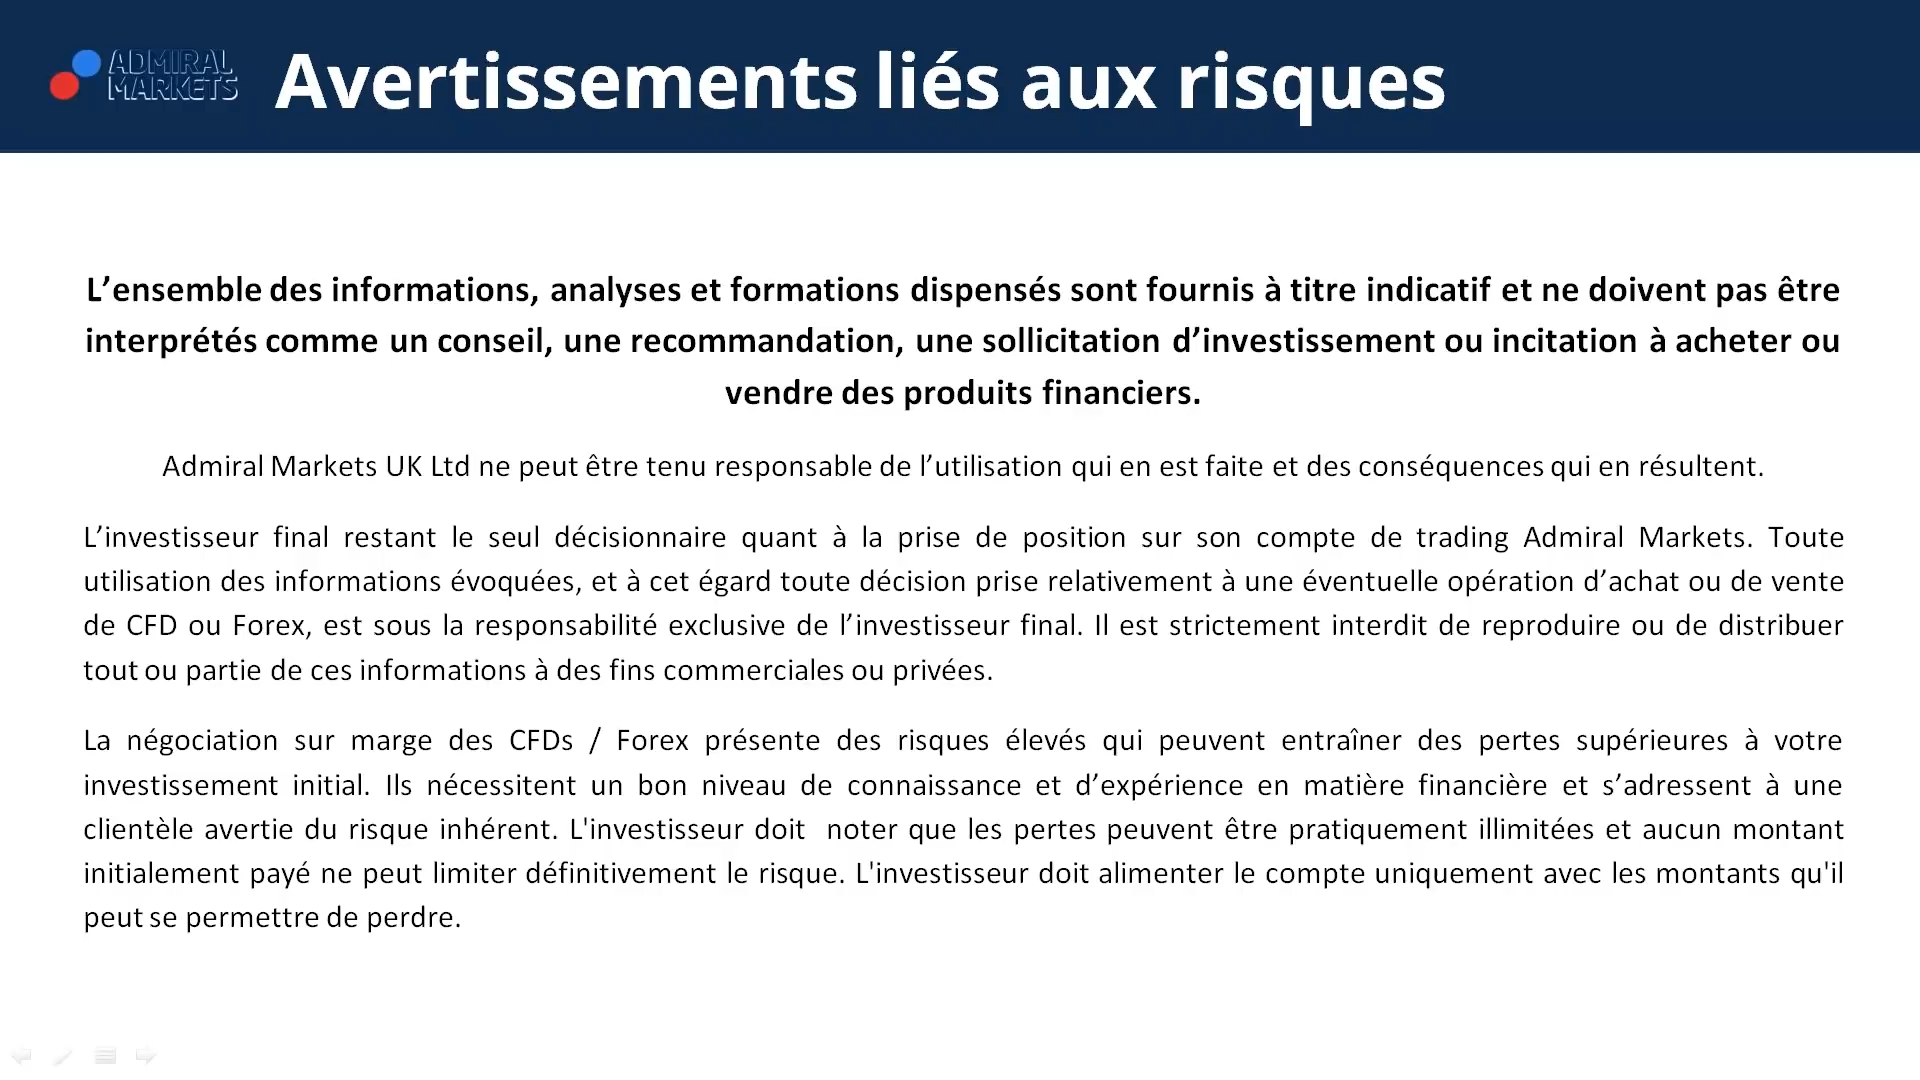 ADMIRAL
MARKETS
Avertissements liés aux risques
L’ensemble des informations, analyses et formations dispensés sont fournis à titre indicatif et ne doivent pas être
interprétés comme un conseil, une recommandation, une sollicitation d’investissement ou incitation à acheter ou
vendre des produits financiers.
Admiral Markets UK Ltd ne peut être tenu responsable de l’utilisation qui en est faite et des conséquences qui en résultent.
L’investisseur final restant le seul décisionnaire quant à la prise de position sur son compte de trading Admiral Markets. Toute
utilisation des informations évoquées, et à cet égard toute décision prise relativement à une éventuelle opération d’achat ou de vente
de CFD ou Forex, est sous la responsabilité exclusive de l’investisseur final. Il est strictement interdit de reproduire ou de distribuer
tout ou partie de ces informations à des fins commerciales ou privées.
La négociation sur marge des CFDs / Forex présente des risques élevés qui peuvent entraîner des pertes supérieures à votre
investissement initial. Ils nécessitent un bon niveau de connaissance et d’expérience en matière financière et s’adressent à une
clientèle avertie du risque inhérent. L'investisseur doit  noter que les pertes peuvent être pratiquement illimitées et aucun montant
initialement payé ne peut limiter définitivement le risque. L'investisseur doit alimenter le compte uniquement avec les montants qu'il
peut se permettre de perdre.